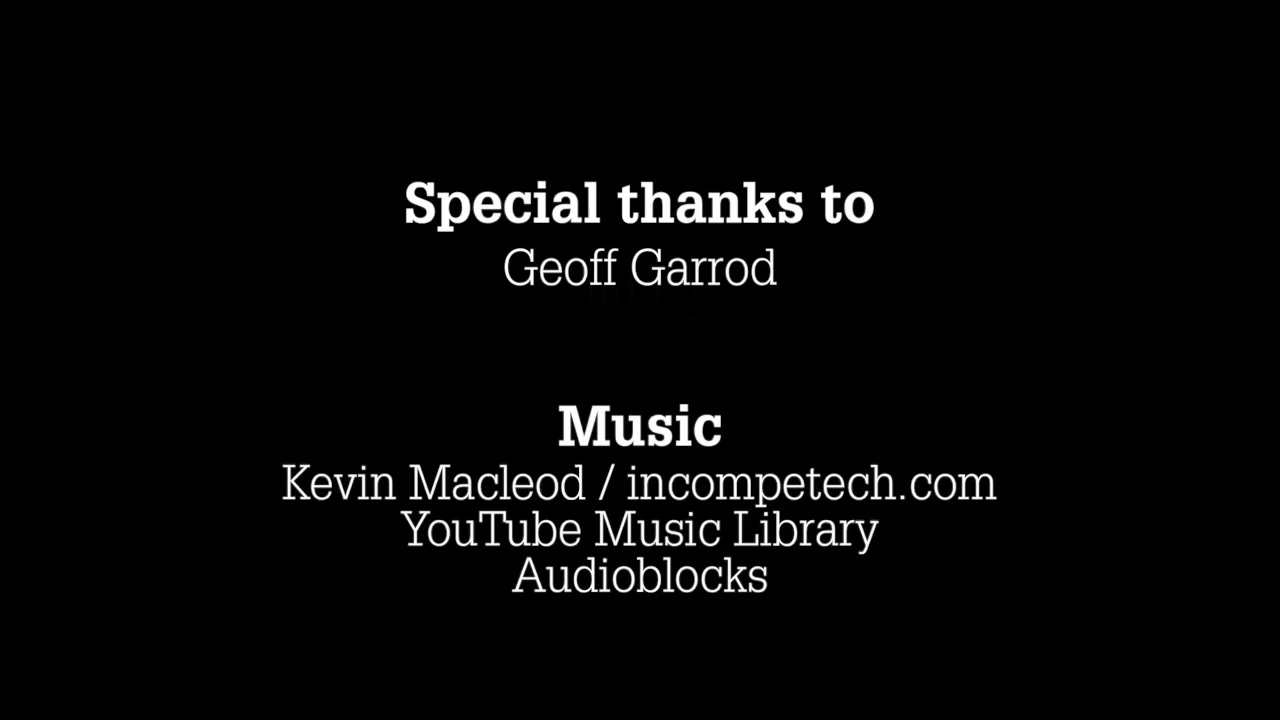 Special thanks to
Geoff Garrod
Music
Kevin Macleod / incompetech.com
YouTube Music Library
Audioblocks